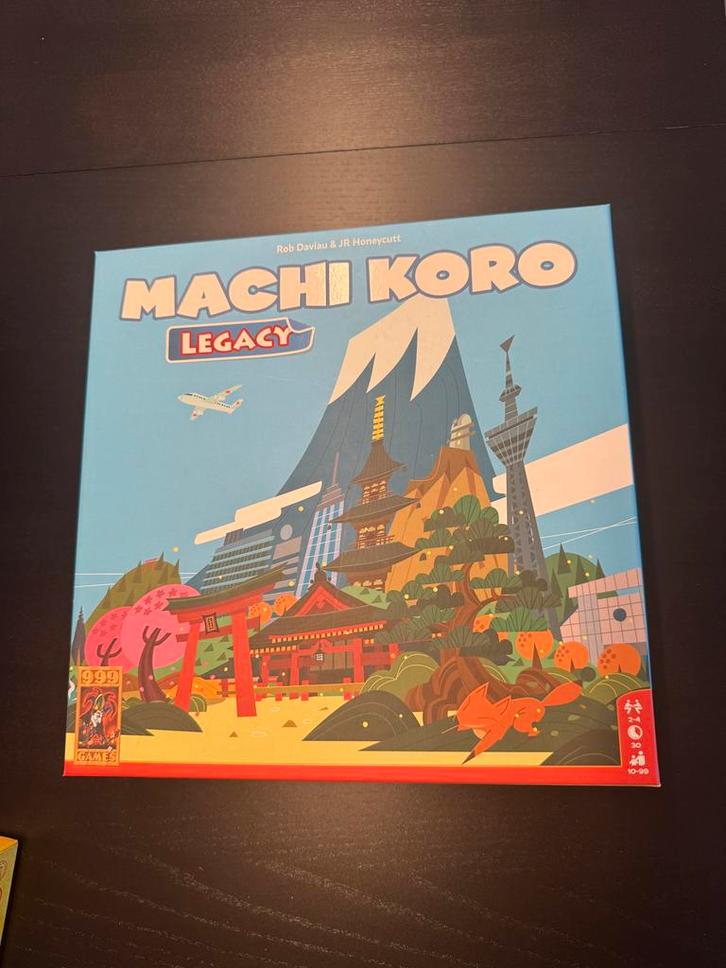 Rob Daviau & JR Honeycutt
MACHI KORO
LEGACY
999
GAMES
2-4
30
10-99